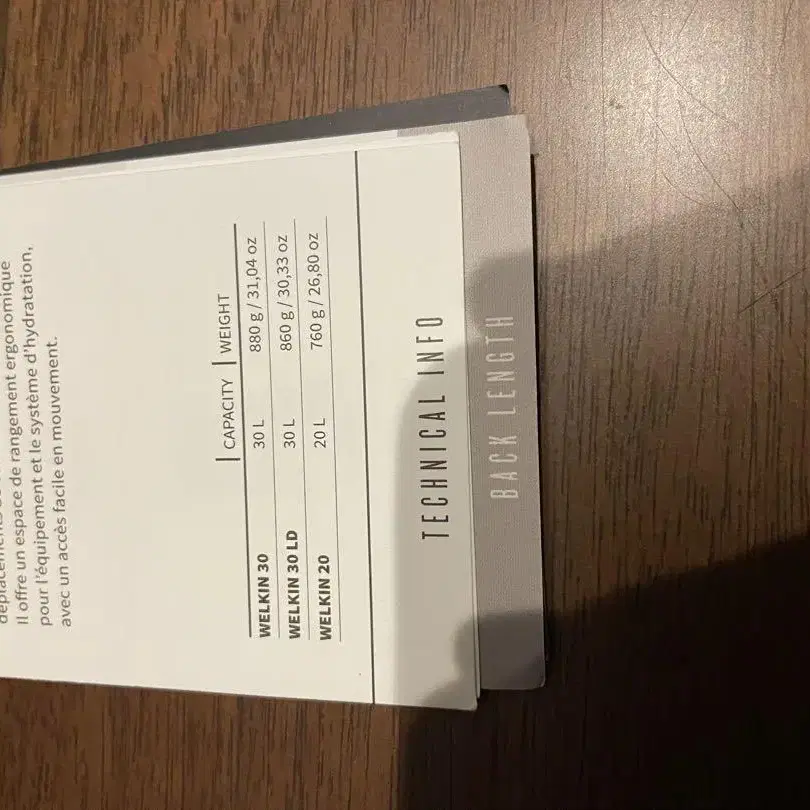 Il offre un espace de rangement ergonomique
pour l'équipement et le système d'hydratation,
avec un accès facile en mouvement.
CAPACITY | WEIGHT
WELKIN 30 30 L 880 g / 31,04 oz
WELKIN 30 LD 30 L 860 g / 30,33 oz
WELKIN 20 20 L 760 g / 26,80 oz
TECHNICAL INFO
BACK LENGTH